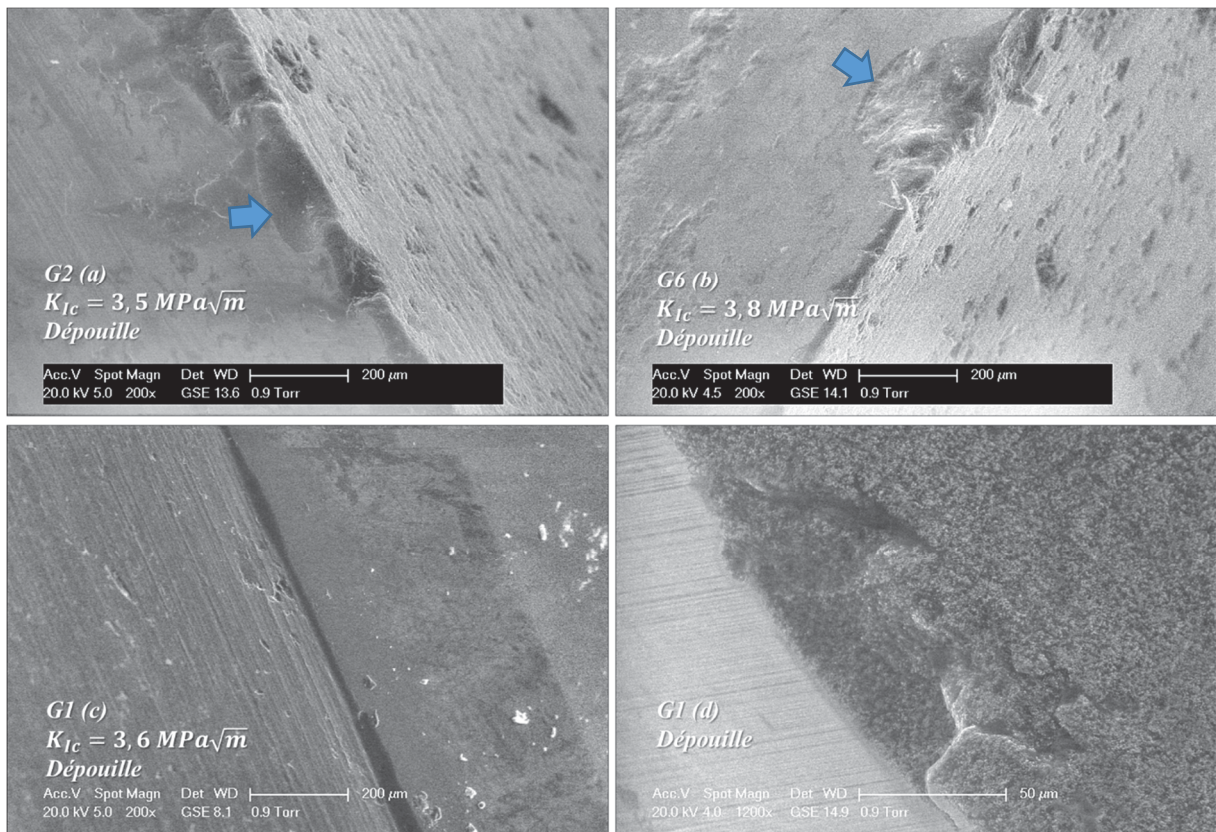 G2 (a)
K_Ic = 3,5 MPa√m
Dépouille
Acc.V Spot Magn Det WD 200 μm
20.0 kV 5.0 200x GSE 13.6 0.9 Torr
G6 (b)
K_Ic = 3,8 MPa√m
Dépouille
Acc.V Spot Magn Det WD 200 μm
20.0 kV 4.5 200x GSE 14.1 0.9 Torr
G1 (c)
K_Ic = 3,6 MPa√m
Dépouille
Acc.V Spot Magn Det WD 200 μm
20.0 kV 5.0 200x GSE 8.1 0.9 Torr
G1 (d)
Dépouille
Acc.V Spot Magn Det WD 50 μm
20.0 kV 4.0 1200x GSE 14.9 0.9 Torr